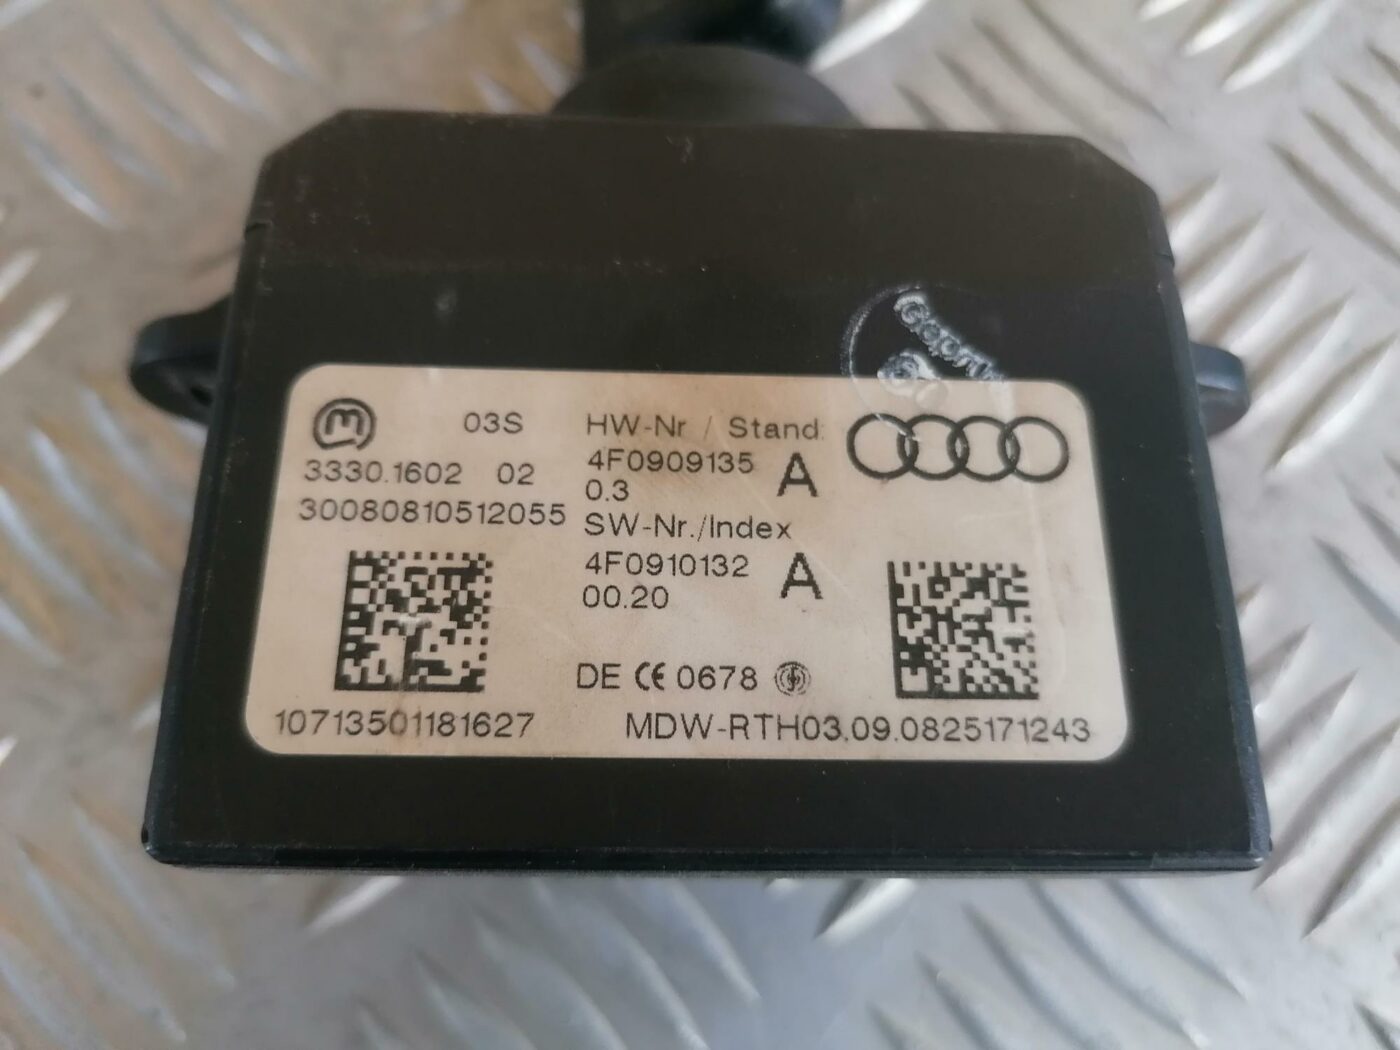 Geprüft
M 03S HW-Nr / Stand:
3330.1602 02 4F0909135 A
0.3
30080810512055 SW-Nr./Index
4F0910132 A
00.20
DE CE 0678
10713501181627 MDW-RTH03.09.0825171243